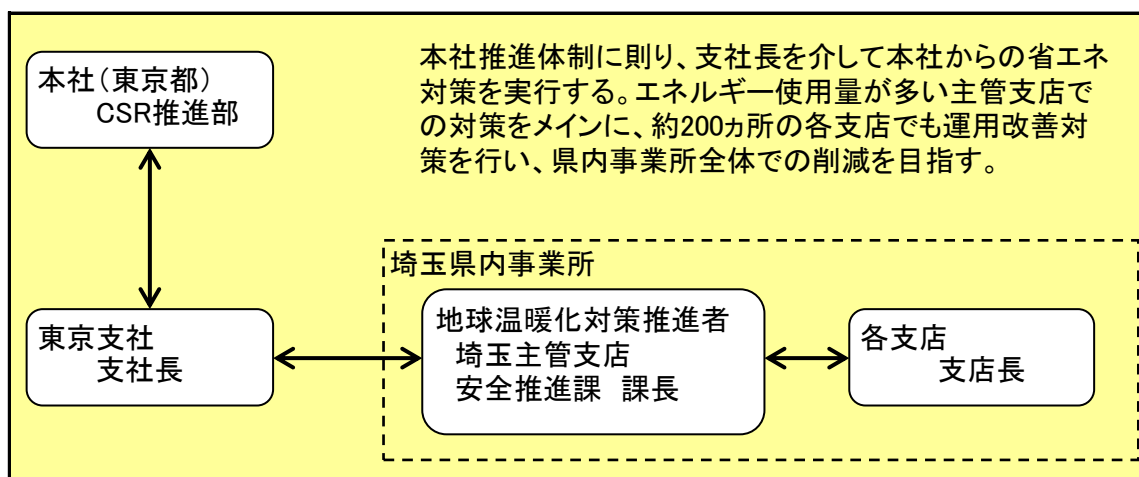 本社(東京都)
CSR推進部
本社推進体制に則り、支社長を介して本社からの省エネ
対策を実行する。エネルギー使用量が多い主管支店で
の対策をメインに、約200ヵ所の各支店でも運用改善対
策を行い、県内事業所全体での削減を目指す。
埼玉県内事業所
東京支社
支社長
地球温暖化対策推進者
埼玉主管支店
安全推進課 課長
各支店
支店長